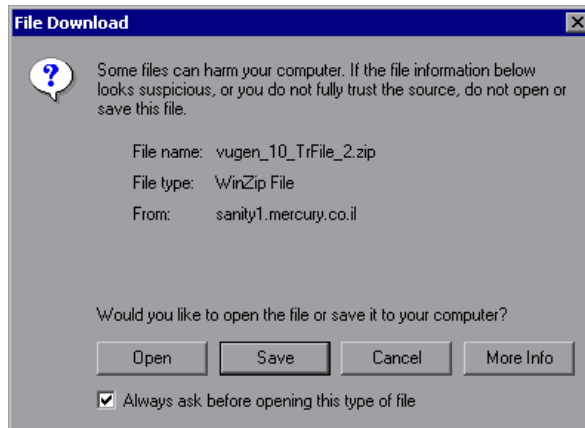 File Download
Some files can harm your computer. If the file information below
looks suspicious, or you do not fully trust the source, do not open or
save this file.
File name: vugen_10_TrFile_2.zip
File type: WinZip File
From: sanity1.mercury.co.il
Would you like to open the file or save it to your computer?
Open Save Cancel More Info
Always ask before opening this type of file